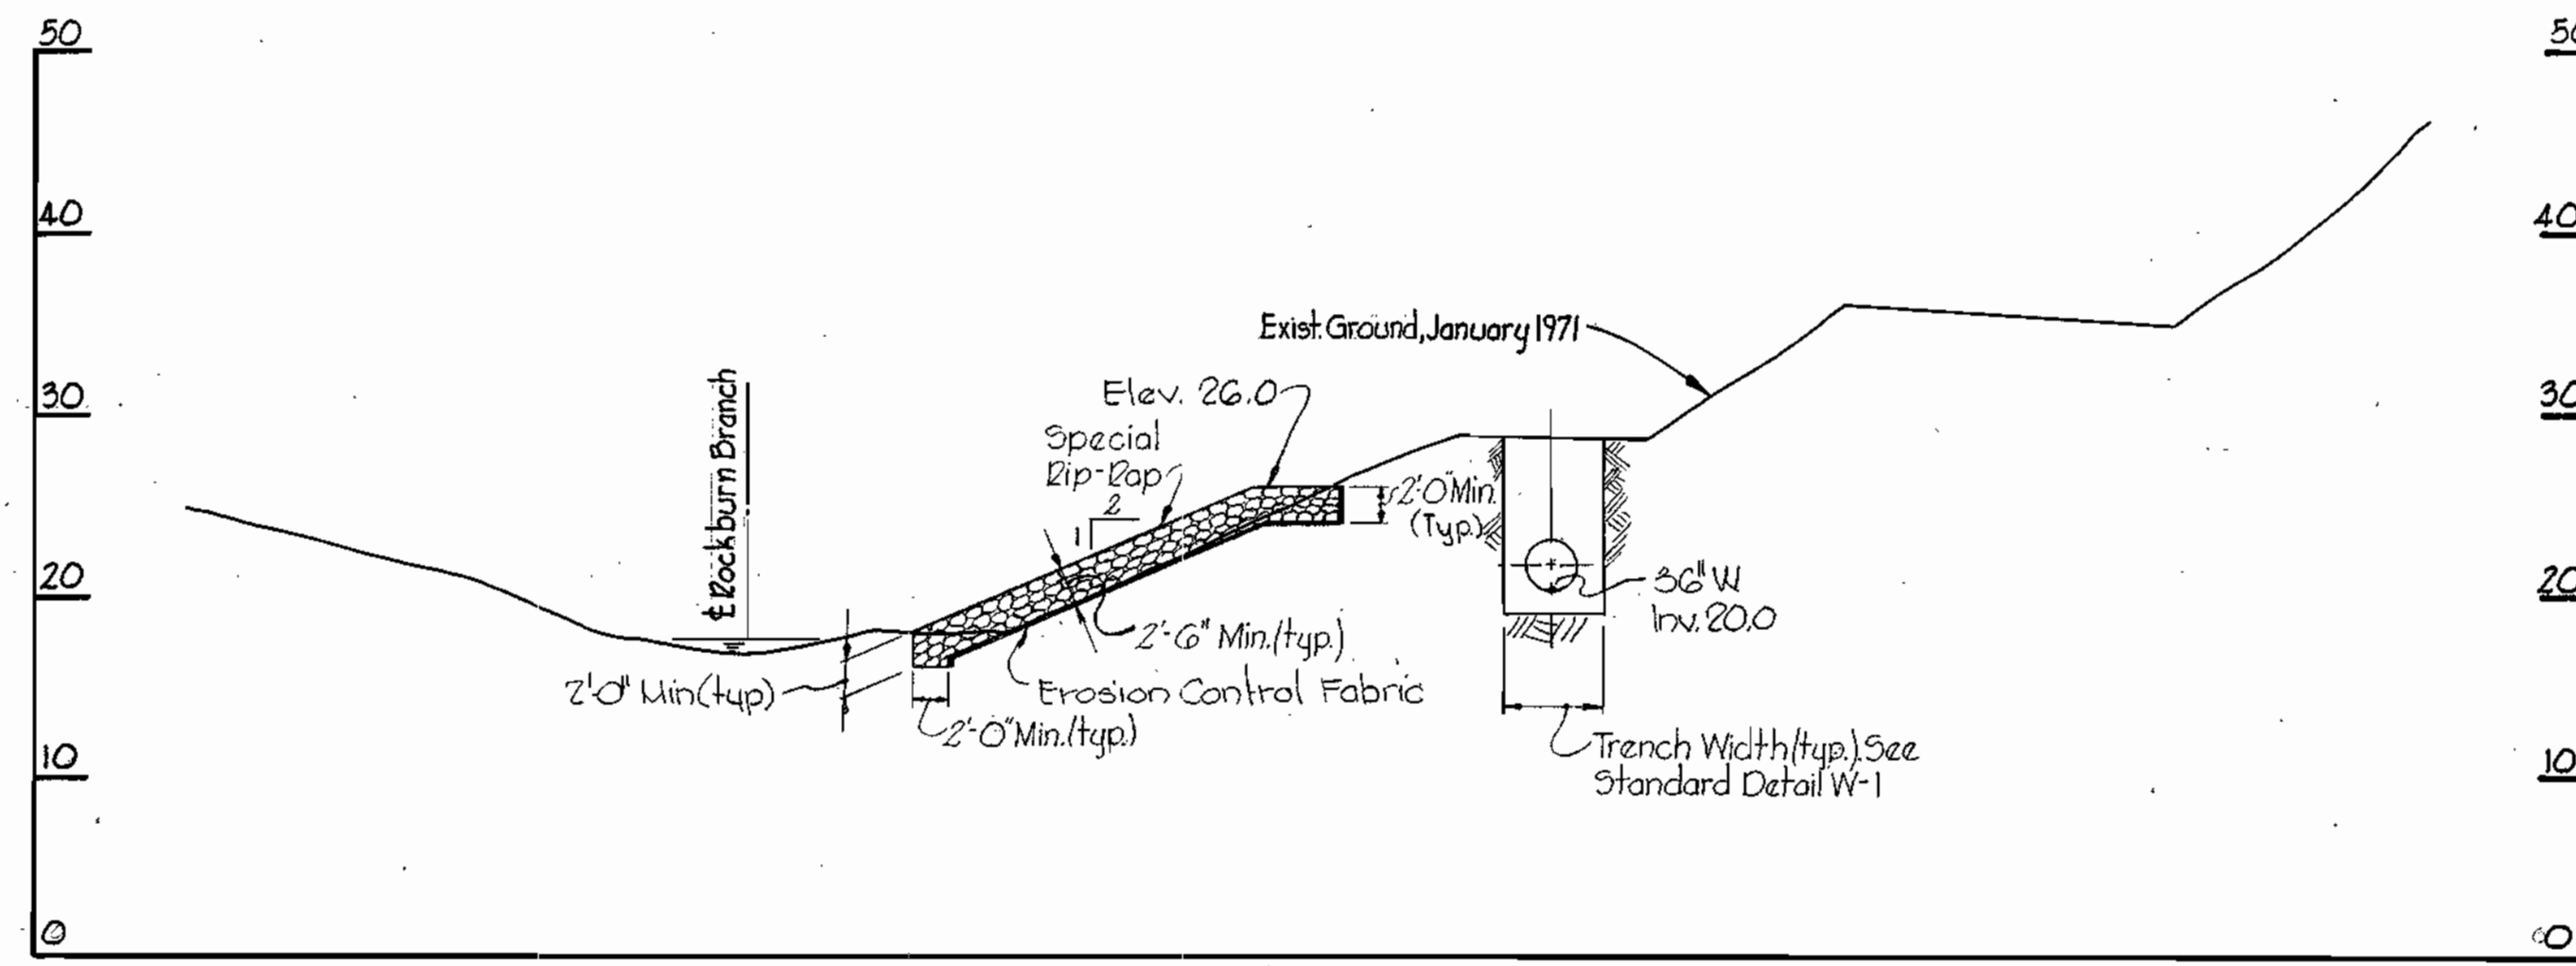 50
50
40
40
Exist. Ground, January 1971
30
30
Elev. 26.0
Special
Rip-Rap
2
1
℄ Rockburn Branch
2'-0" Min.
(Typ.)
20
20
36" W
Inv. 20.0
2'-6" Min. (typ.)
2'-0" Min (typ)
Erosion Control Fabric
2'-0" Min. (typ.)
Trench Width (typ.). See
Standard Detail W-1
10
10
0
0